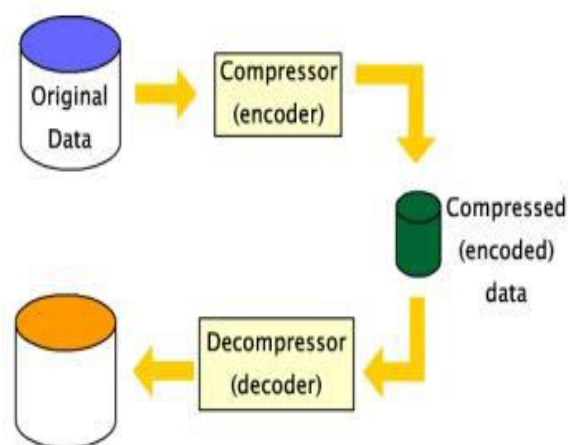 Original
Data
Compressor
(encoder)
Compressed
(encoded)
data
Decompressor
(decoder)